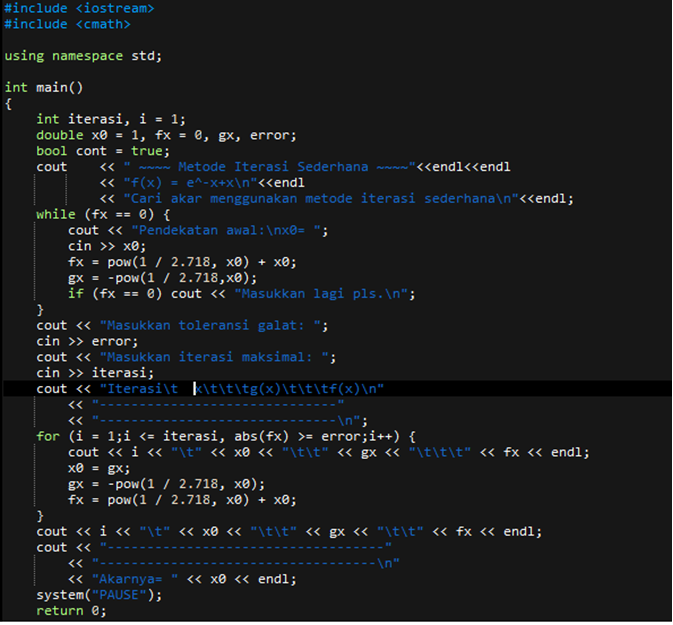 #include <iostream>
#include <cmath>

using namespace std;

int main()
{
    int iterasi, i = 1;
    double x0 = 1, fx = 0, gx, error;
    bool cont = true;
    cout    << " ~~~~ Metode Iterasi Sederhana ~~~~"<<endl<<endl
            << "f(x) = e^-x+x\n"<<endl
            << "Cari akar menggunakan metode iterasi sederhana\n"<<endl;
    while (fx == 0) {
        cout << "Pendekatan awal:\nx0= ";
        cin >> x0;
        fx = pow(1 / 2.718, x0) + x0;
        gx = -pow(1 / 2.718,x0);
        if (fx == 0) cout << "Masukkan lagi pls.\n";
    }
    cout << "Masukkan toleransi galat: ";
    cin >> error;
    cout << "Masukkan iterasi maksimal: ";
    cin >> iterasi;
    cout << "Iterasi\t  x\t\t\tg(x)\t\t\tf(x)\n"
        << "------------------------------"
        << "------------------------------\n";
    for (i = 1;i <= iterasi, abs(fx) >= error;i++) {
        cout << i << "\t" << x0 << "\t\t" << gx << "\t\t\t" << fx << endl;
        x0 = gx;
        gx = -pow(1 / 2.718, x0);
        fx = pow(1 / 2.718, x0) + x0;
    }
    cout << i << "\t" << x0 << "\t\t" << gx << "\t\t" << fx << endl;
    cout << "-----------------------------------"
        << "-----------------------------------\n"
        << "Akarnya= " << x0 << endl;
    system("PAUSE");
    return 0;